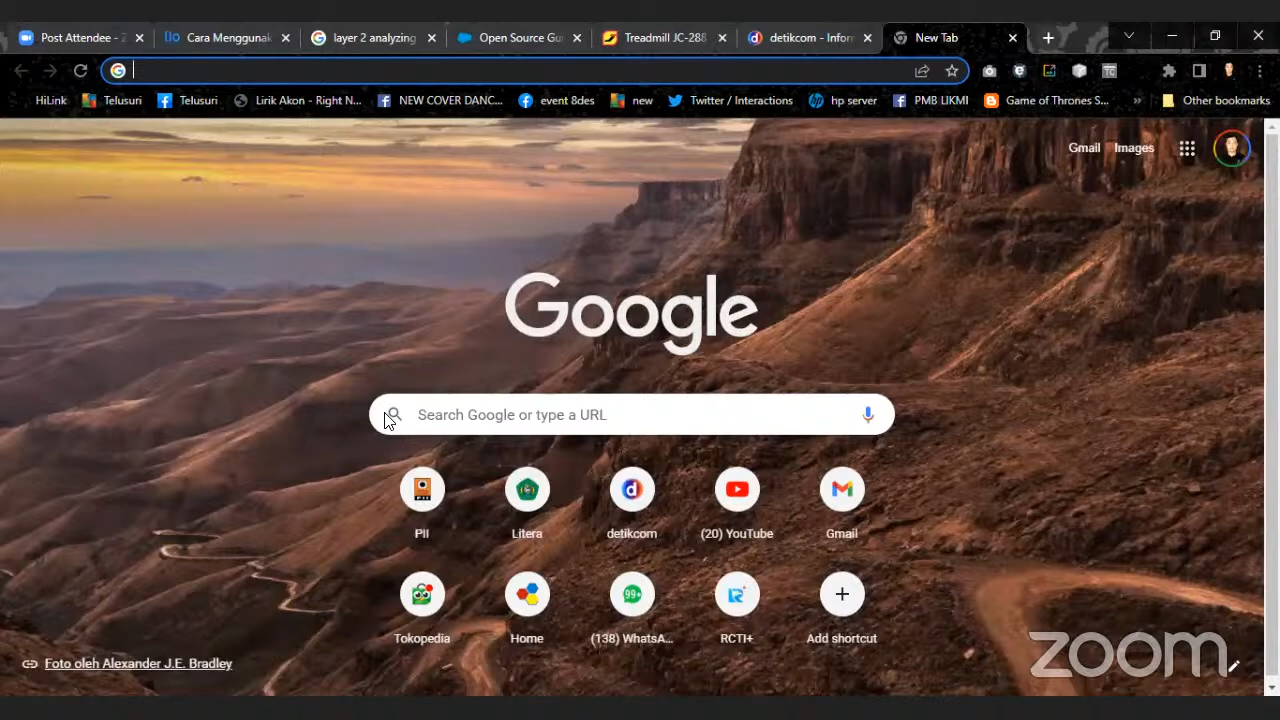 Post Attendee - Z
Cara Menggunak
layer 2 analyzing
Open Source Gu
Treadmill JC-288
detikcom - Inform
New Tab
HiLink
Telusuri
Telusuri
Lirik Akon - Right N...
NEW COVER DANC...
event 8des
new
Twitter / Interactions
hp server
PMB LIKMI
Game of Thrones S...
»
Other bookmarks
Gmail
Images
Google
Search Google or type a URL
PII
Litera
detikcom
(20) YouTube
Gmail
99+
Tokopedia
Home
(138) WhatsA...
RCTI+
Add shortcut
Foto oleh Alexander J.E. Bradley
zoom